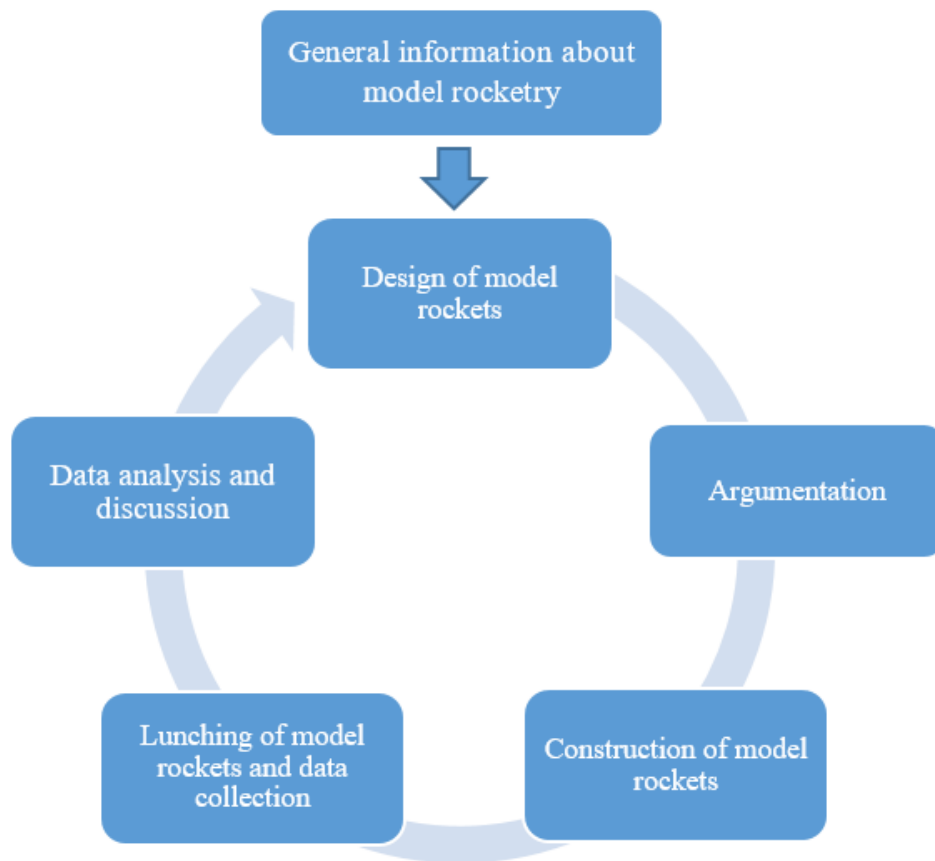 General information about
model rocketry
Design of model
rockets
Argumentation
Construction of model
rockets
Lunching of model
rockets and data
collection
Data analysis and
discussion